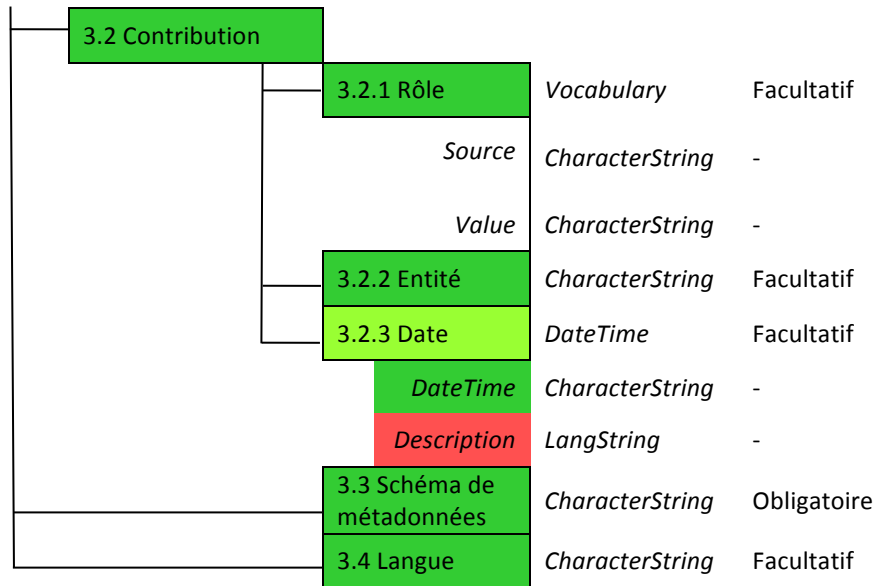 3.2 Contribution
3.2.1 Rôle Vocabulary Facultatif
Source CharacterString -
Value CharacterString -
3.2.2 Entité CharacterString Facultatif
3.2.3 Date DateTime Facultatif
DateTime CharacterString -
Description LangString -
3.3 Schéma de
métadonnées CharacterString Obligatoire
3.4 Langue CharacterString Facultatif